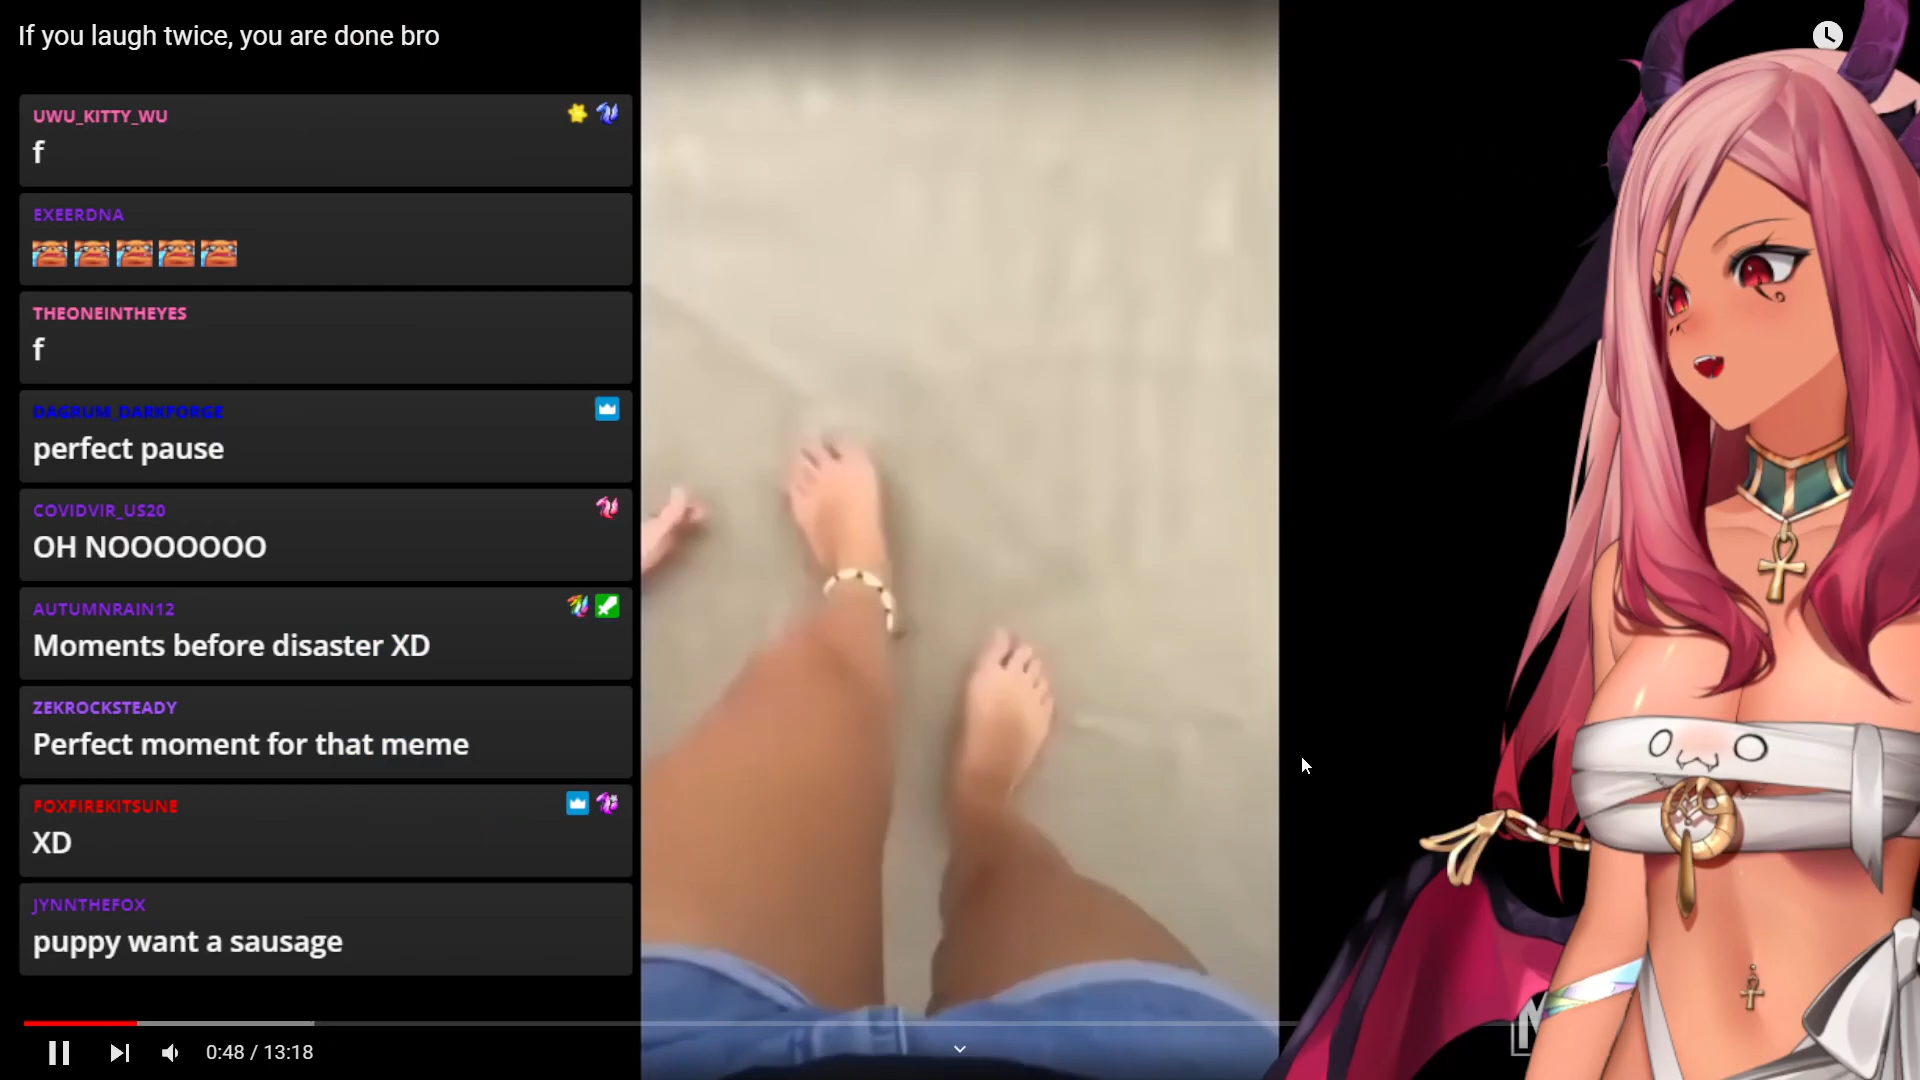 If you laugh twice, you are done bro
UWU_KITTY_WU
f
EXEERDNA
THEONEINTHEYES
f
DAGRUM_DARKFORGE
perfect pause
COVIDVIR_US20
OH NOOOOOOO
AUTUMNRAIN12
Moments before disaster XD
ZEKROCKSTEADY
Perfect moment for that meme
FOXFIREKITSUNE
XD
JYNNTHEFOX
puppy want a sausage
0:48 / 13:18